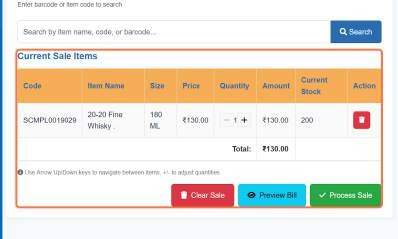 Enter barcode or item code to search
Search by item name, code, or barcode...
Search
Current Sale Items
Code Item Name Size Price Quantity Amount Current Stock Action
SCMPL0019029 20-20 Fine Whisky . 180 ML ₹130.00 − 1 + ₹130.00 200
Total: ₹130.00
Use Arrow Up/Down keys to navigate between items, +/- to adjust quantities
Clear Sale Preview Bill Process Sale